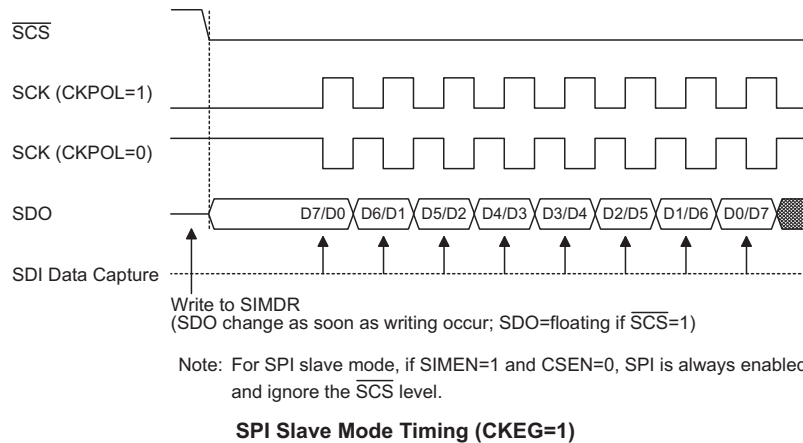 SCS
SCK (CKPOL=1)
SCK (CKPOL=0)
SDO
D7/D0 D6/D1 D5/D2 D4/D3 D3/D4 D2/D5 D1/D6 D0/D7
SDI Data Capture
Write to SIMDR
(SDO change as soon as writing occur; SDO=floating if SCS=1)
Note: For SPI slave mode, if SIMEN=1 and CSEN=0, SPI is always enabled
and ignore the SCS level.
SPI Slave Mode Timing (CKEG=1)